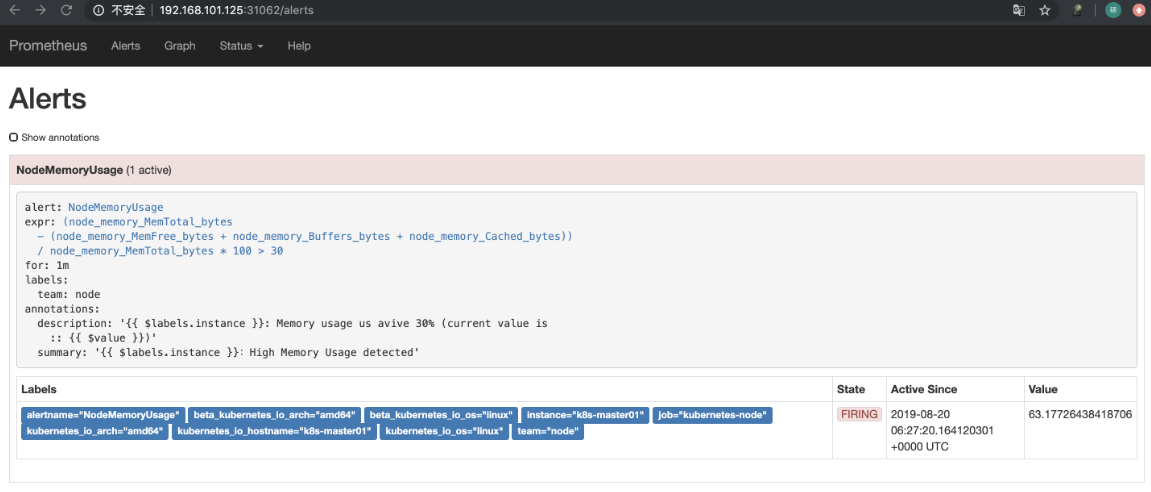 不安全 192.168.101.125:31062/alerts
Prometheus Alerts Graph Status Help
Alerts
Show annotations
NodeMemoryUsage (1 active)
alert: NodeMemoryUsage
expr: (node_memory_MemTotal_bytes
- (node_memory_MemFree_bytes + node_memory_Buffers_bytes + node_memory_Cached_bytes))
/ node_memory_MemTotal_bytes * 100 > 30
for: 1m
labels:
team: node
annotations:
description: '{{ $labels.instance }}: Memory usage us avive 30% (current value is
:: {{ $value }})'
summary: '{{ $labels.instance }}: High Memory Usage detected'
Labels State Active Since Value
alertname="NodeMemoryUsage" beta_kubernetes_io_arch="amd64" beta_kubernetes_io_os="linux" instance="k8s-master01" job="kubernetes-node"
kubernetes_io_arch="amd64" kubernetes_io_hostname="k8s-master01" kubernetes_io_os="linux" team="node"
FIRING
2019-08-20
06:27:20.164120301
+0000 UTC
63.17726438418706